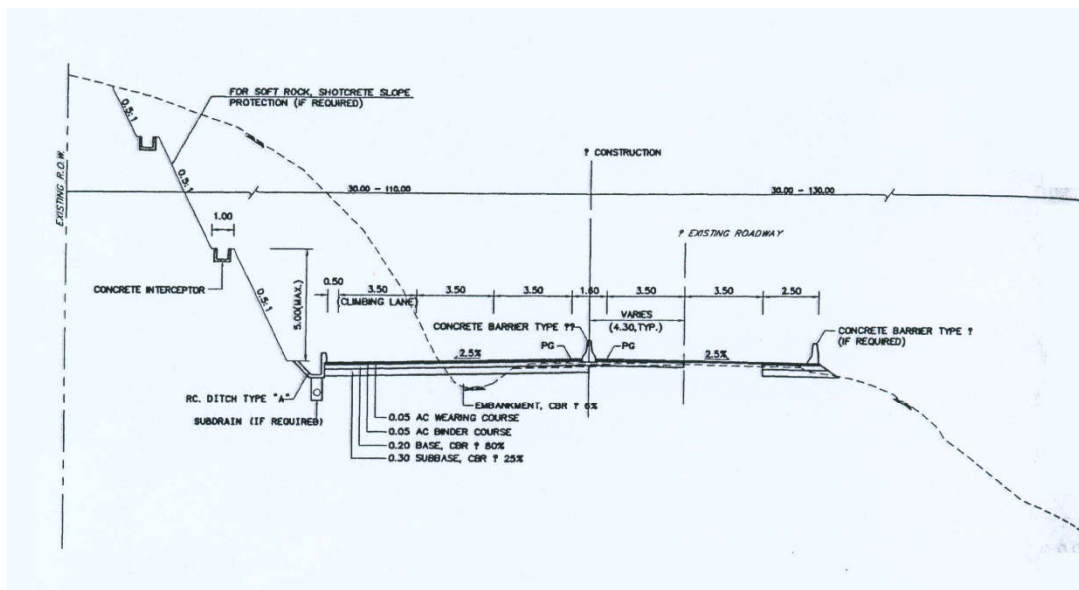 FOR SOFT ROCK, SHOTCRETE SLOPE
PROTECTION (IF REQUIRED)
0.5:1
? CONSTRUCTION
EXISTING R.O.W.
30.00 - 110.00
30.00 - 130.00
0.5:1
1.00
? EXISTING ROADWAY
CONCRETE INTERCEPTOR
0.5:1
5.00(MAX.)
0.50
3.50
3.50
3.50
1.60
3.50
3.50
2.50
(CLIMBING LANE)
VARIES
(4.30,TYP.)
CONCRETE BARRIER TYPE ??
CONCRETE BARRIER TYPE ?
(IF REQUIRED)
2.5%
PG
PG
2.5%
RC. DITCH TYPE "A"
SUBDRAIN (IF REQUIRED)
EMBANKMENT, CBR ? 6%
0.05 AC WEARING COURSE
0.05 AC BINDER COURSE
0.20 BASE, CBR ? 80%
0.30 SUBBASE, CBR ? 25%